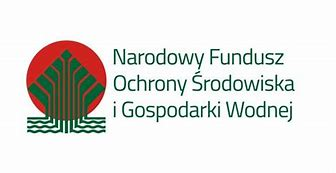 Narodowy Fundusz
Ochrony Środowiska
i Gospodarki Wodnej